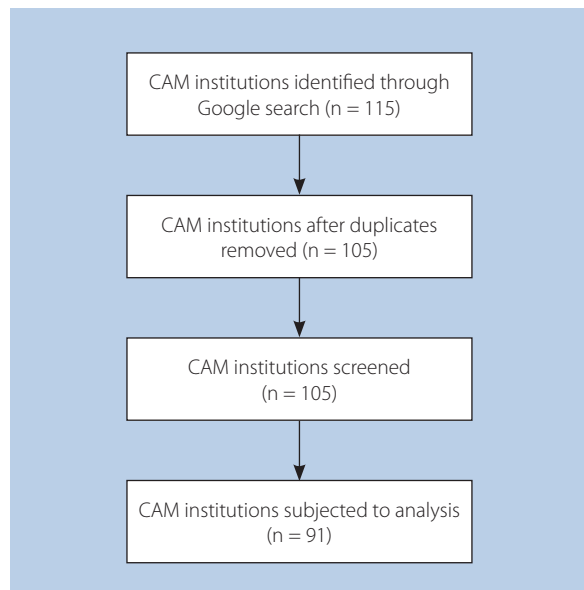 CAM institutions identified through
Google search (n = 115)
CAM institutions after duplicates
removed (n = 105)
CAM institutions screened
(n = 105)
CAM institutions subjected to analysis
(n = 91)